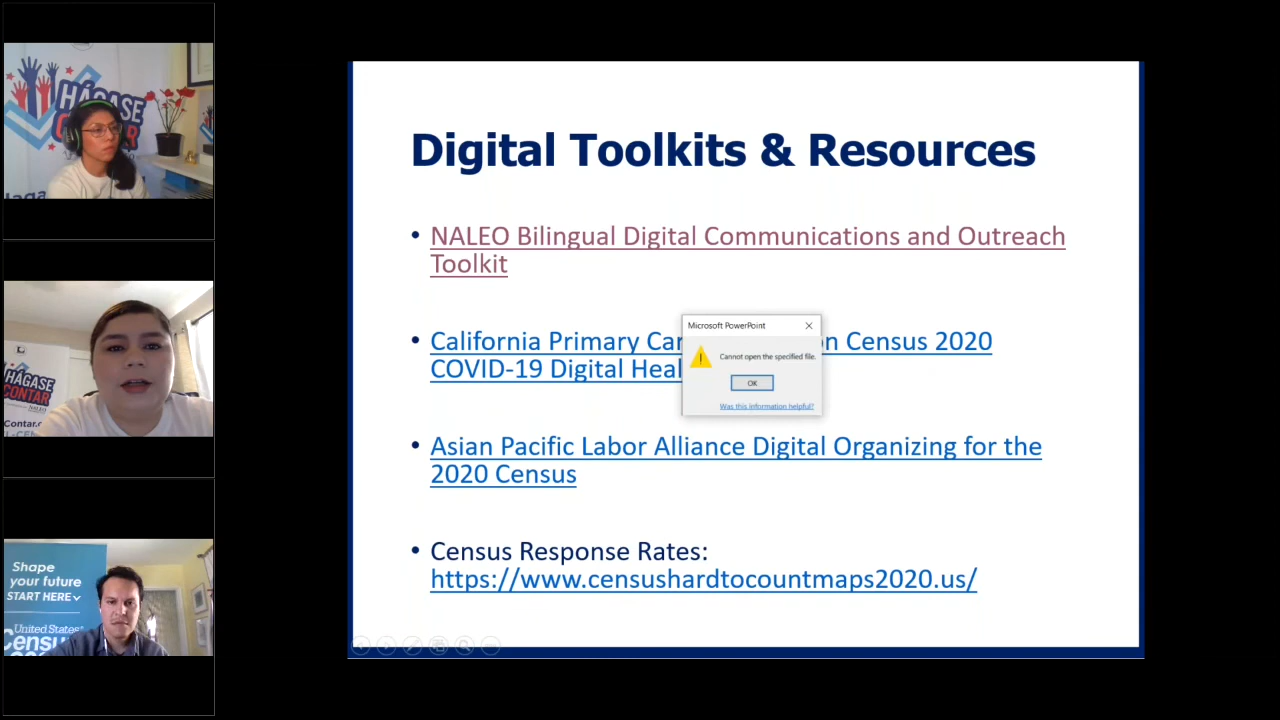 HÁGASE
CONTAR
HÁGASE
CONTAR
NALEO
Contar.o
Shape
your future
START HERE
United States
Census
Digital Toolkits & Resources
• NALEO Bilingual Digital Communications and Outreach
Toolkit
• California Primary Car n Census 2020
COVID-19 Digital Heal
Microsoft PowerPoint
Cannot open the specified file.
OK
Was this information helpful?
• Asian Pacific Labor Alliance Digital Organizing for the
2020 Census
• Census Response Rates:
https://www.censushardtocountmaps2020.us/